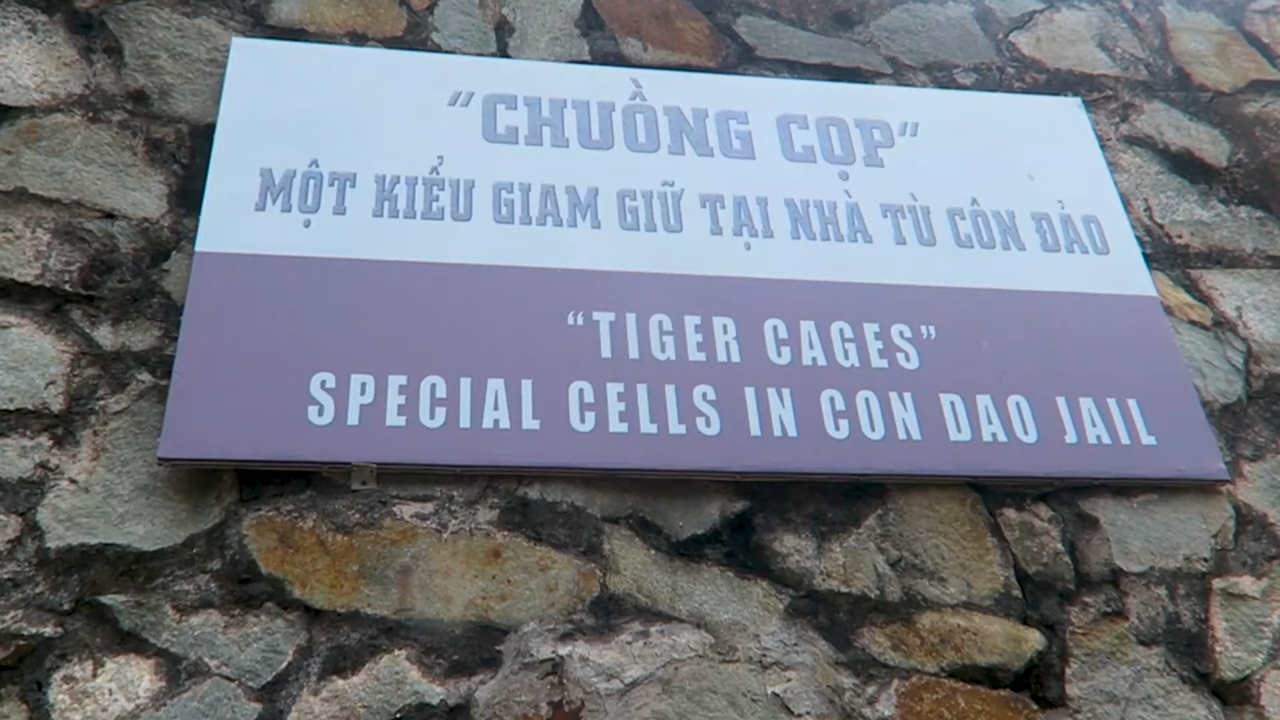 "CHUỒNG CỌP"
MỘT KIỂU GIAM GIỮ TẠI NHÀ TÙ CÔN ĐẢO
“TIGER CAGES”
SPECIAL CELLS IN CON DAO JAIL